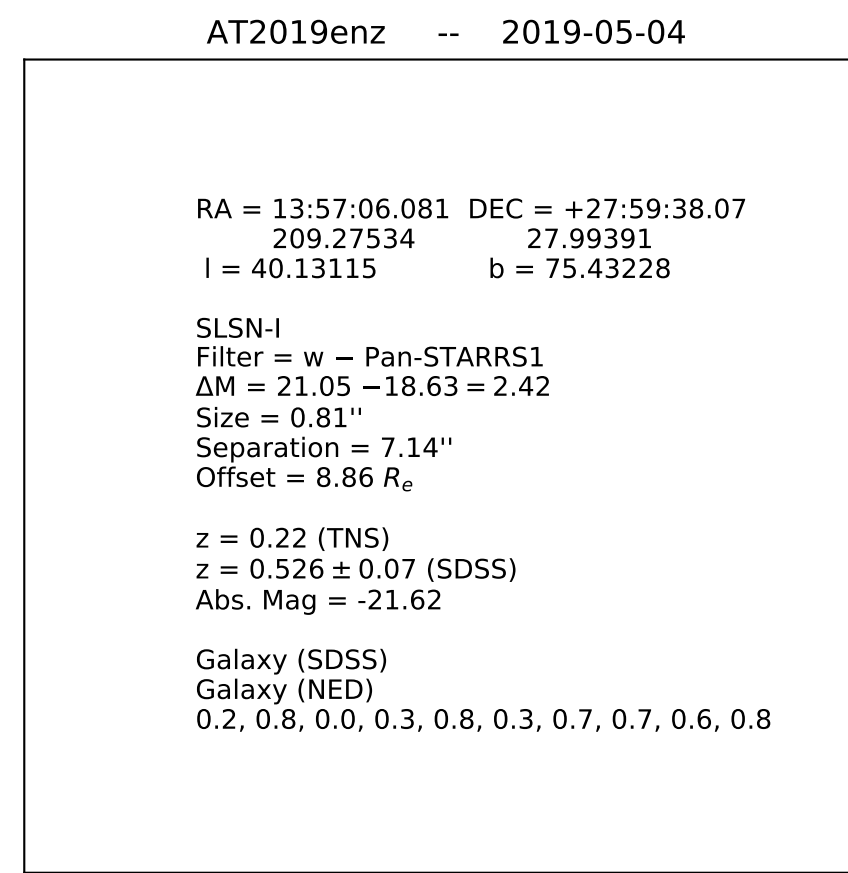 AT2019enz -- 2019-05-04
RA = 13:57:06.081 DEC = +27:59:38.07
209.27534 27.99391
l = 40.13115 b = 75.43228
SLSN-I
Filter = w − Pan-STARRS1
ΔM = 21.05 −18.63 = 2.42
Size = 0.81''
Separation = 7.14''
Offset = 8.86 Re
z = 0.22 (TNS)
z = 0.526 ± 0.07 (SDSS)
Abs. Mag = -21.62
Galaxy (SDSS)
Galaxy (NED)
0.2, 0.8, 0.0, 0.3, 0.8, 0.3, 0.7, 0.7, 0.6, 0.8